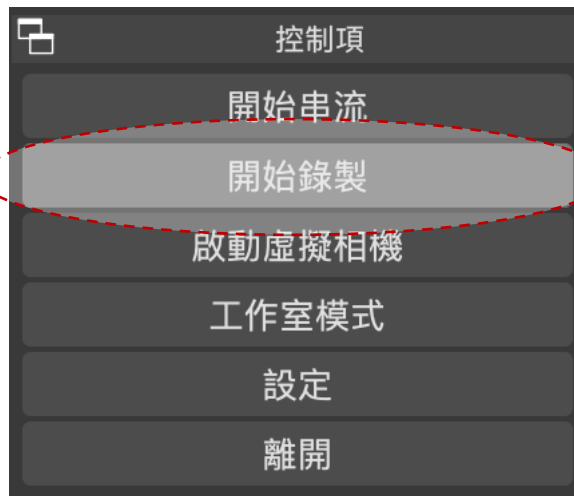 控制項
開始串流
開始錄製
啟動虛擬相機
工作室模式
設定
離開